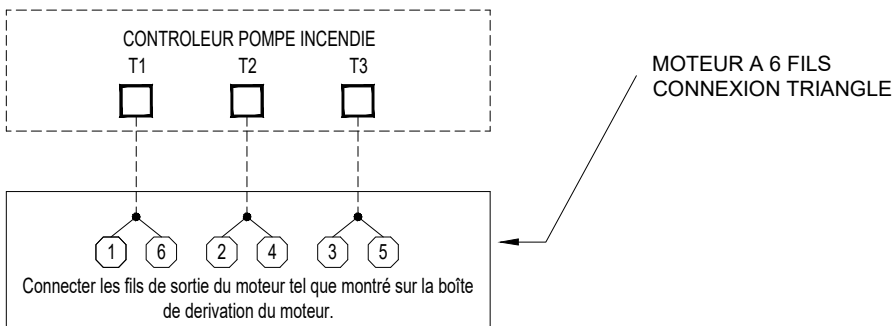 CONTROLEUR POMPE INCENDIE
T1 T2 T3
MOTEUR A 6 FILS
CONNEXION TRIANGLE
1 6 2 4 3 5
Connecter les fils de sortie du moteur tel que montré sur la boîte
de derivation du moteur.